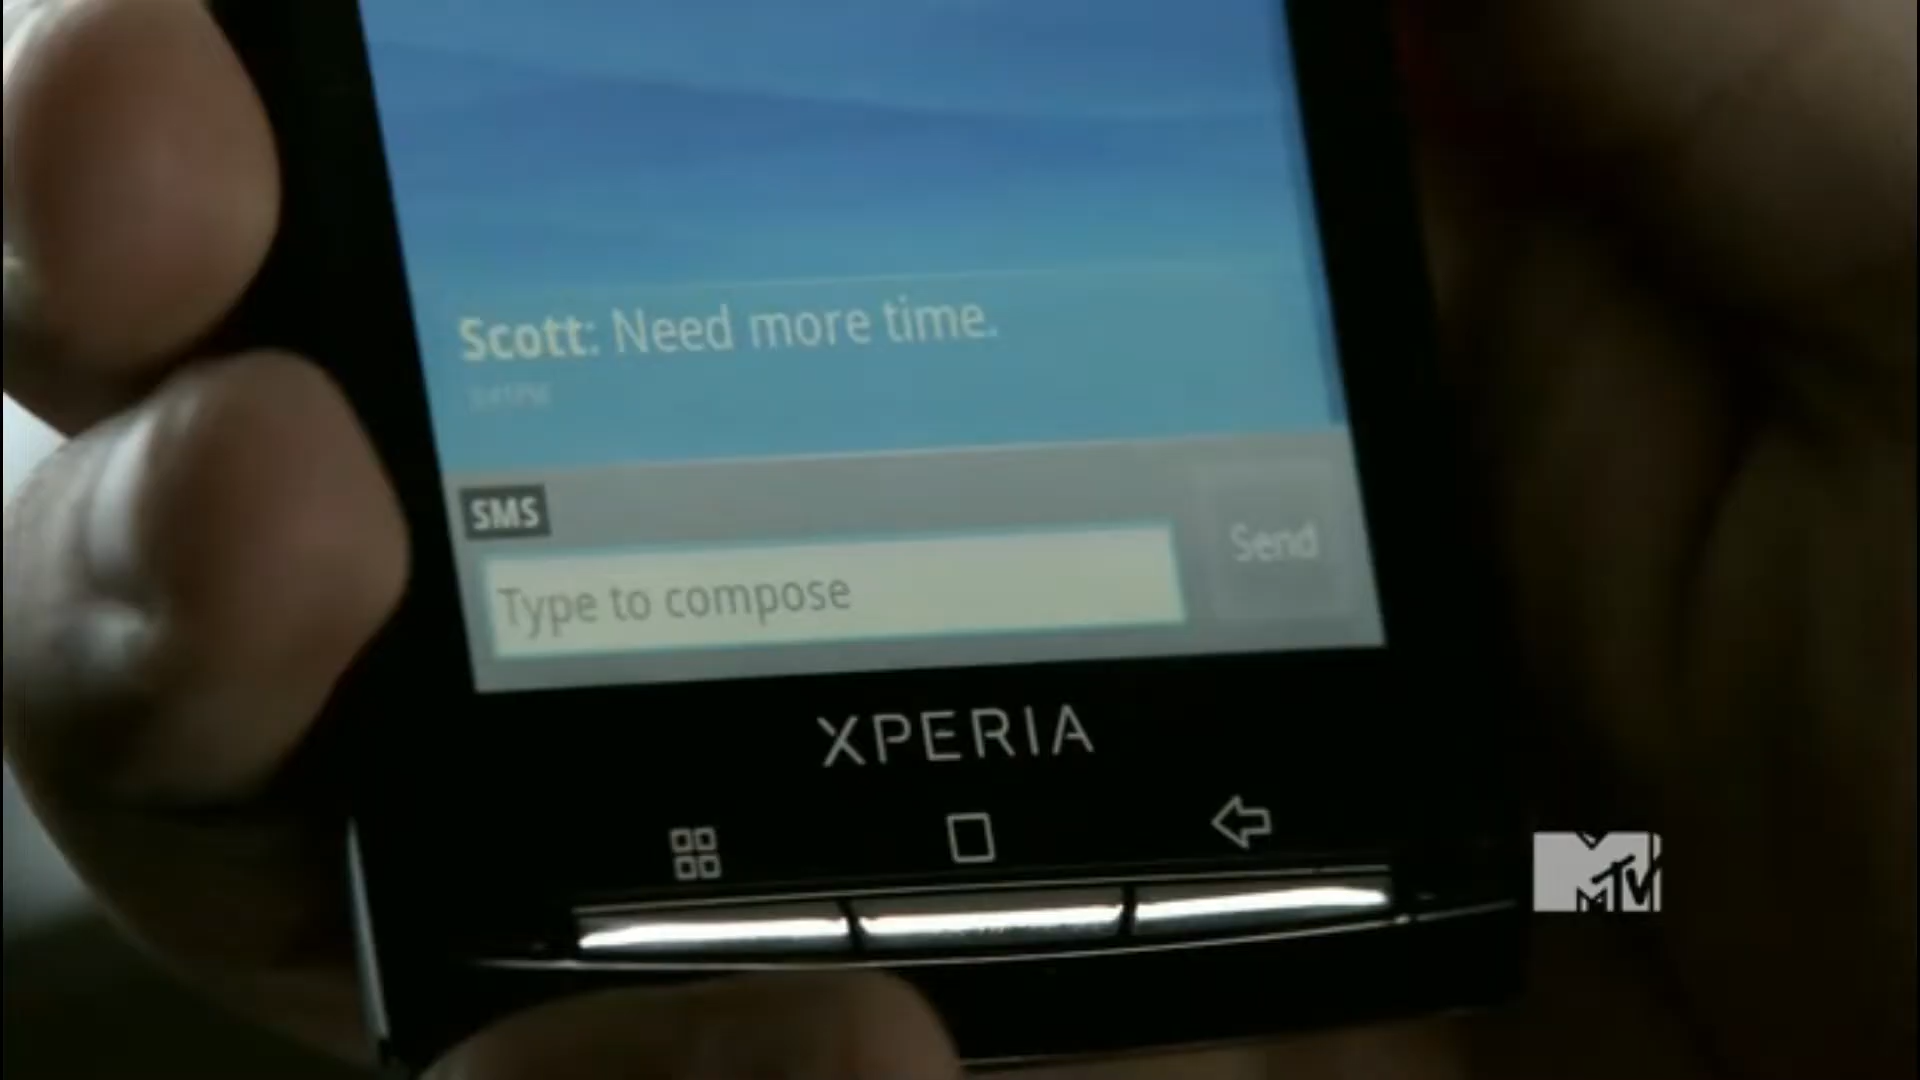 Scott: Need more time.
SMS
Send
Type to compose
XPERIA
MTV